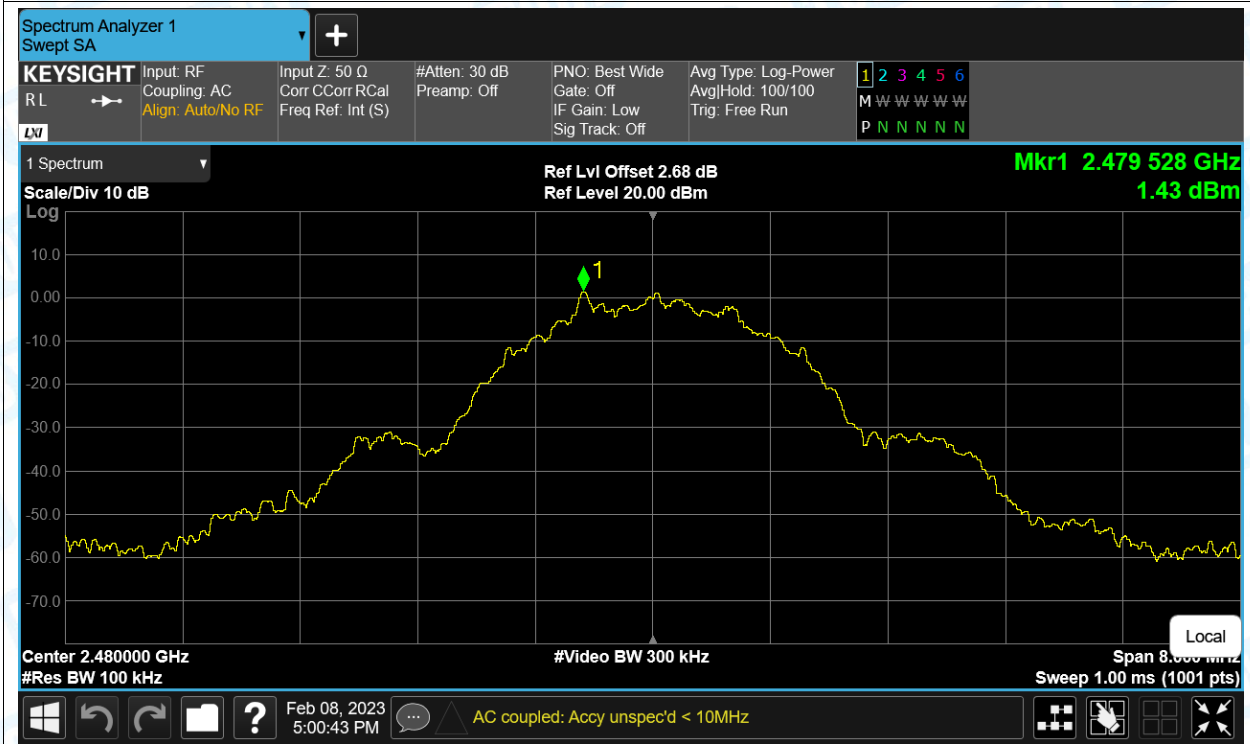 Spectrum Analyzer 1
Swept SA
+
KEYSIGHT
R L
LXI
Input: RF
Coupling: AC
Align: Auto/No RF
Input Z: 50 Ω
Corr CCorr RCal
Freq Ref: Int (S)
#Atten: 30 dB
Preamp: Off
PNO: Best Wide
Gate: Off
IF Gain: Low
Sig Track: Off
Avg Type: Log-Power
Avg|Hold: 100/100
Trig: Free Run
1 2 3 4 5 6
M W W W W W
P N N N N N
1 Spectrum
Scale/Div 10 dB
Log
Ref Lvl Offset 2.68 dB
Ref Level 20.00 dBm
Mkr1 2.479 528 GHz
1.43 dBm
10.0
0.00
-10.0
-20.0
-30.0
-40.0
-50.0
-60.0
-70.0
1
Local
Center 2.480000 GHz
#Res BW 100 kHz
#Video BW 300 kHz
Span 8.000 MHz
Sweep 1.00 ms (1001 pts)
?
Feb 08, 2023
5:00:43 PM
AC coupled: Accy unspec'd < 10MHz